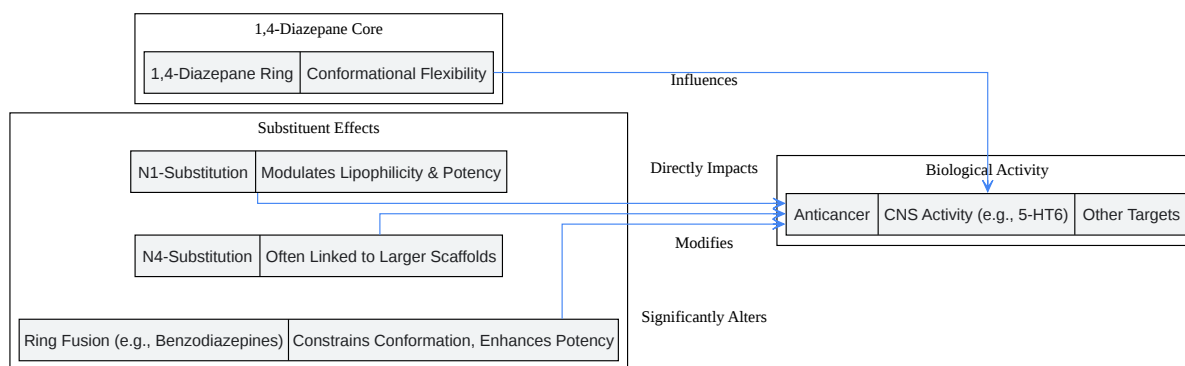 1,4-Diazepane Core
1,4-Diazepane Ring
Conformational Flexibility
Influences
Substituent Effects
N1-Substitution
Modulates Lipophilicity & Potency
Directly Impacts
Biological Activity
Anticancer
CNS Activity (e.g., 5-HT6)
Other Targets
N4-Substitution
Often Linked to Larger Scaffolds
Modifies
Significantly Alters
Ring Fusion (e.g., Benzodiazepines)
Constrains Conformation, Enhances Potency